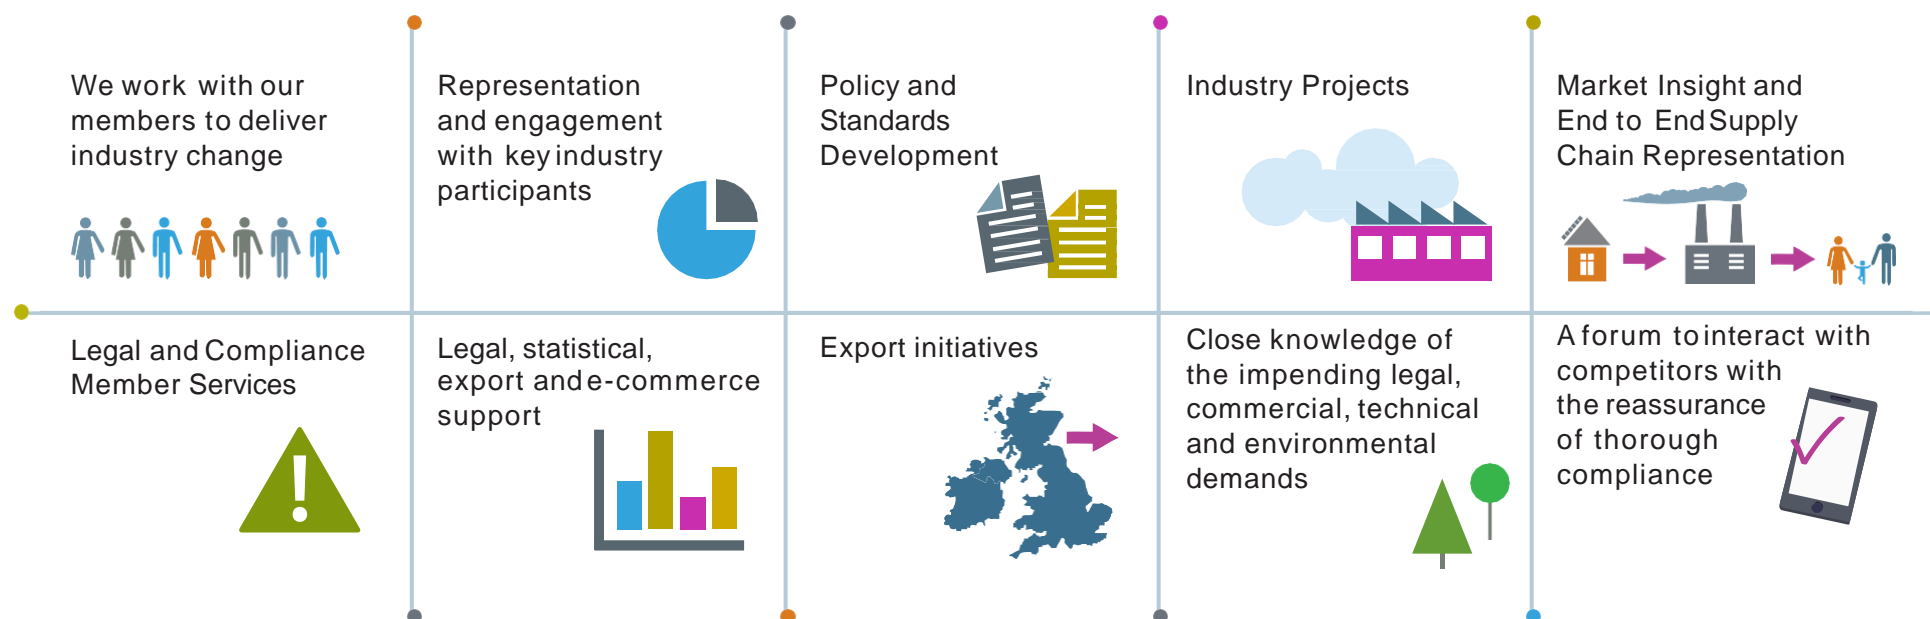 We work with our
members to deliver
industry change
Representation
and engagement
with key industry
participants
Policy and
Standards
Development
Industry Projects
Market Insight and
End to End Supply
Chain Representation
Legal and Compliance
Member Services
Legal, statistical,
export and e-commerce
support
Export initiatives
Close knowledge of
the impending legal,
commercial, technical
and environmental
demands
A forum to interact with
competitors with
the reassurance
of thorough
compliance